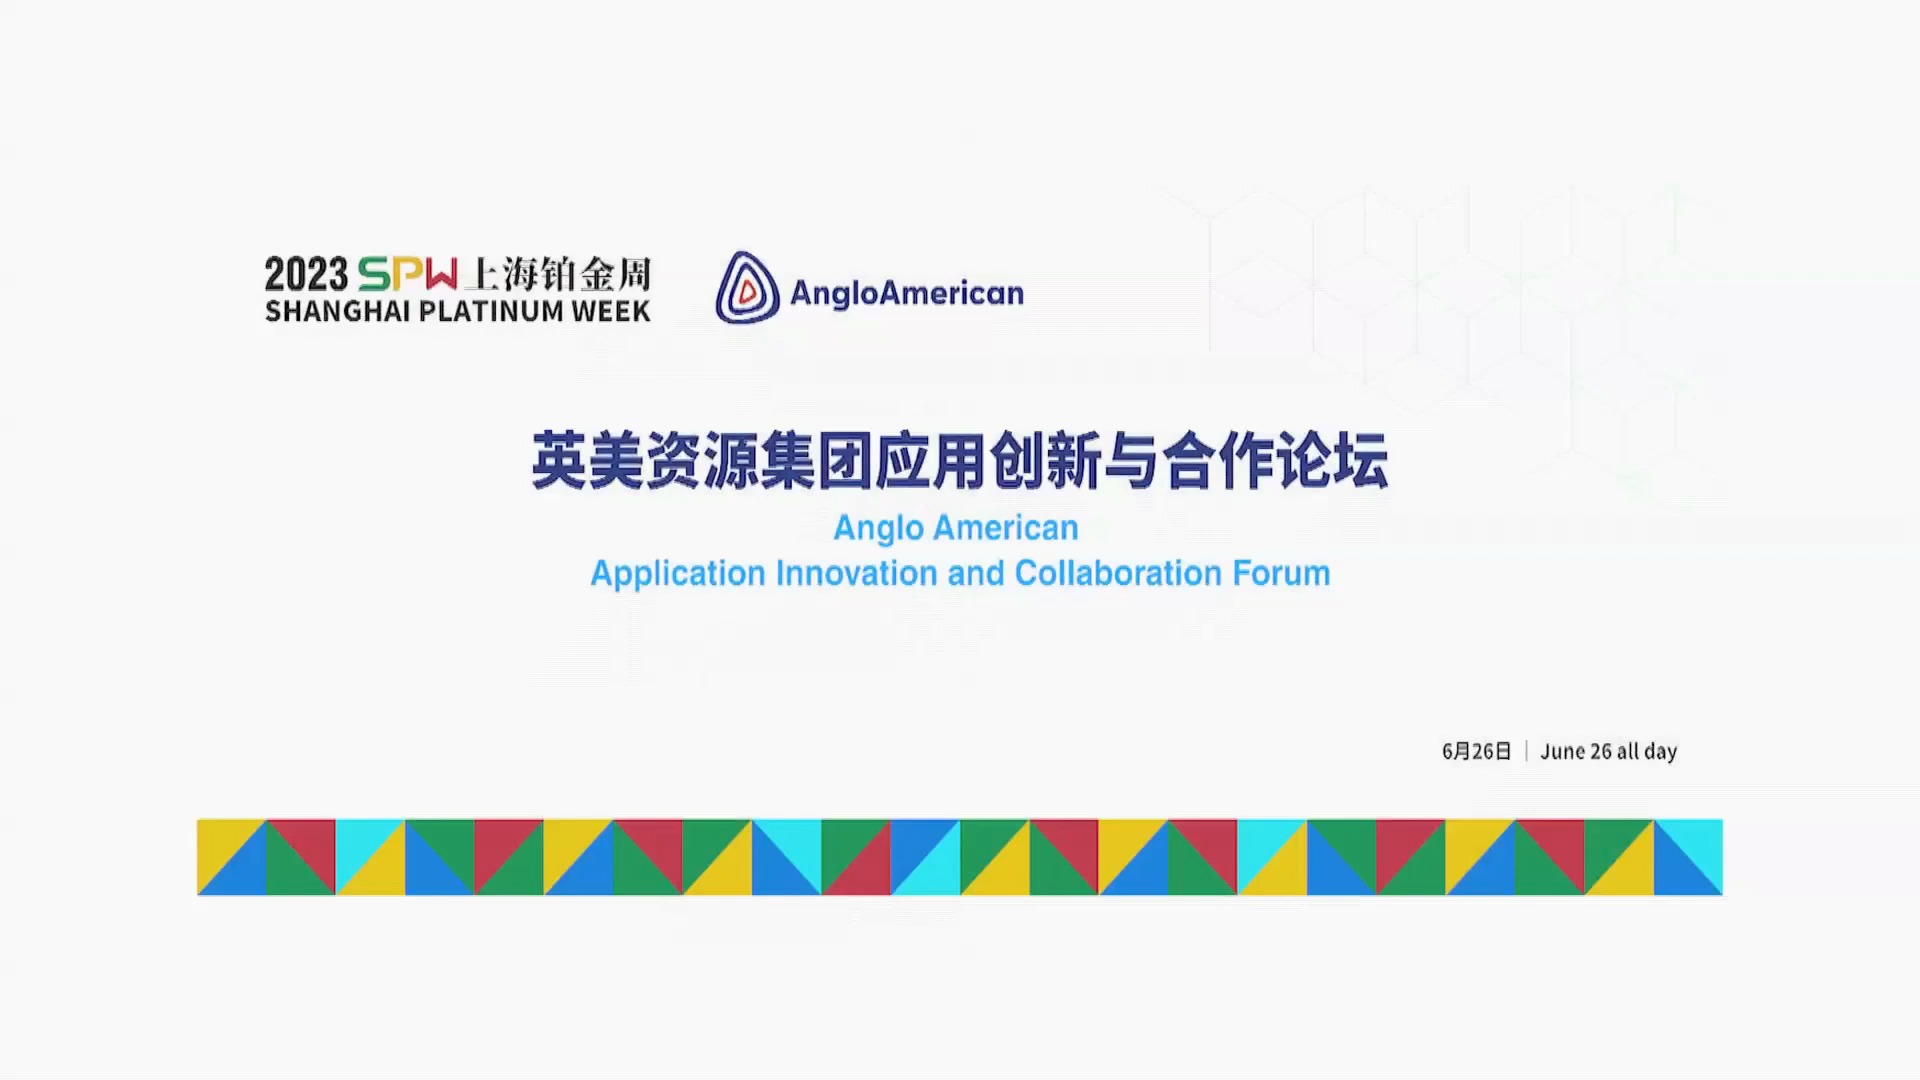 2023 SPW 上海铂金周
SHANGHAI PLATINUM WEEK
AngloAmerican
英美资源集团应用创新与合作论坛
Anglo American
Application Innovation and Collaboration Forum
6月26日 | June 26 all day